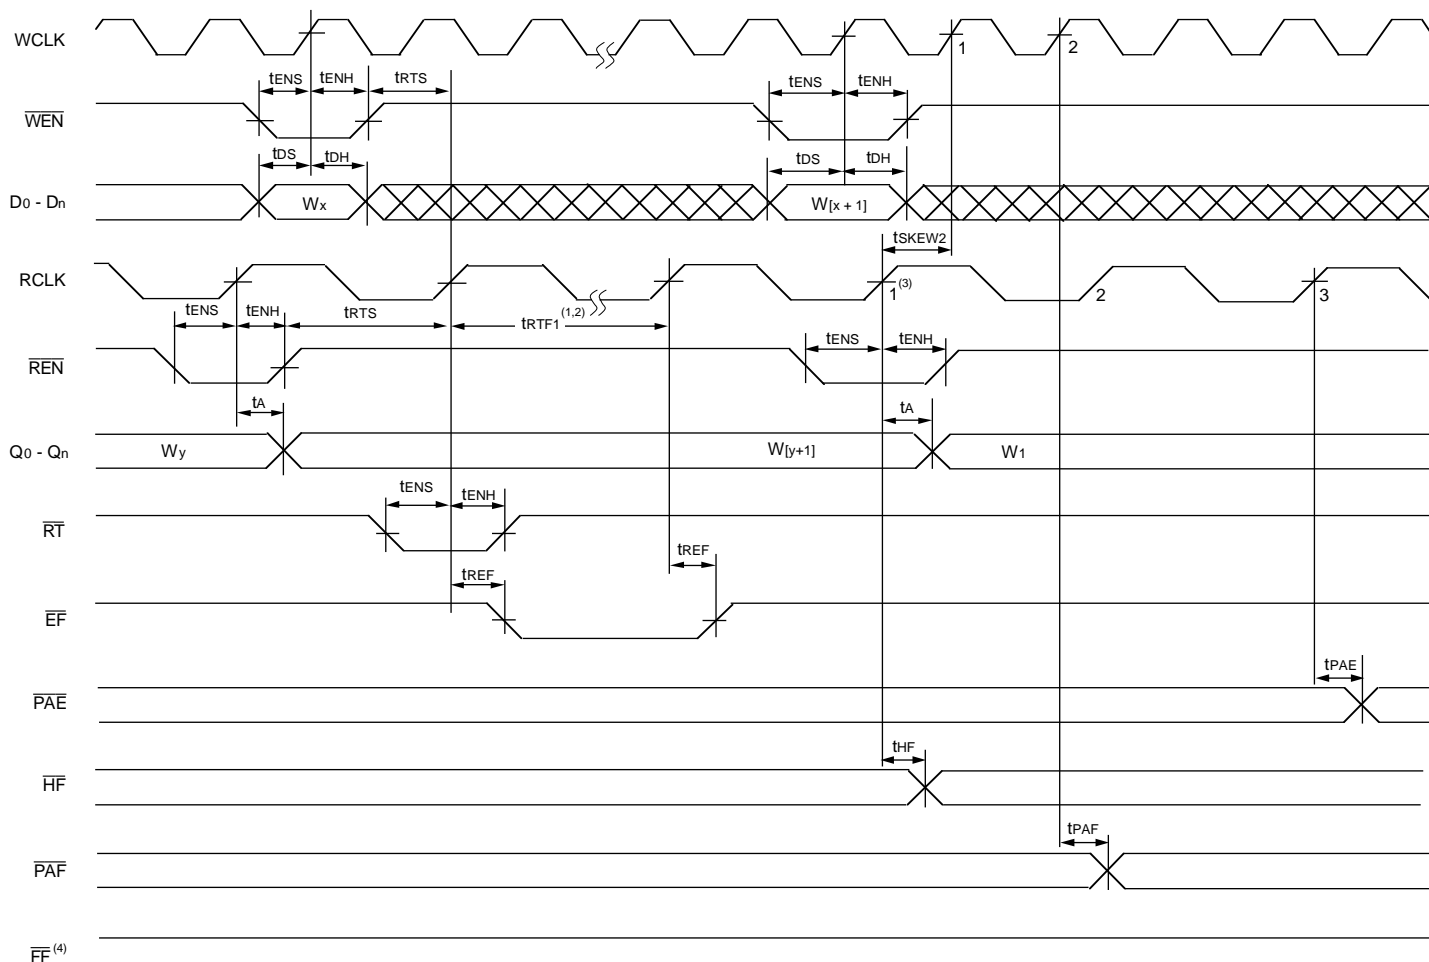 WCLK
1 2
tENS tENH tRTS tENS tENH
WEN
tDS tDH tDS tDH
D0 - Dn Wx W[x + 1]
tSKEW2
RCLK 1(3) 2 3
tENS tENH tRTS tRTF1(1,2) tENS tENH
REN
tA tA
Q0 - Qn Wy W[y+1] W1
tENS tENH
RT
tREF tREF
EF
tPAE
PAE
tHF
HF
tPAF
PAF
FF(4)